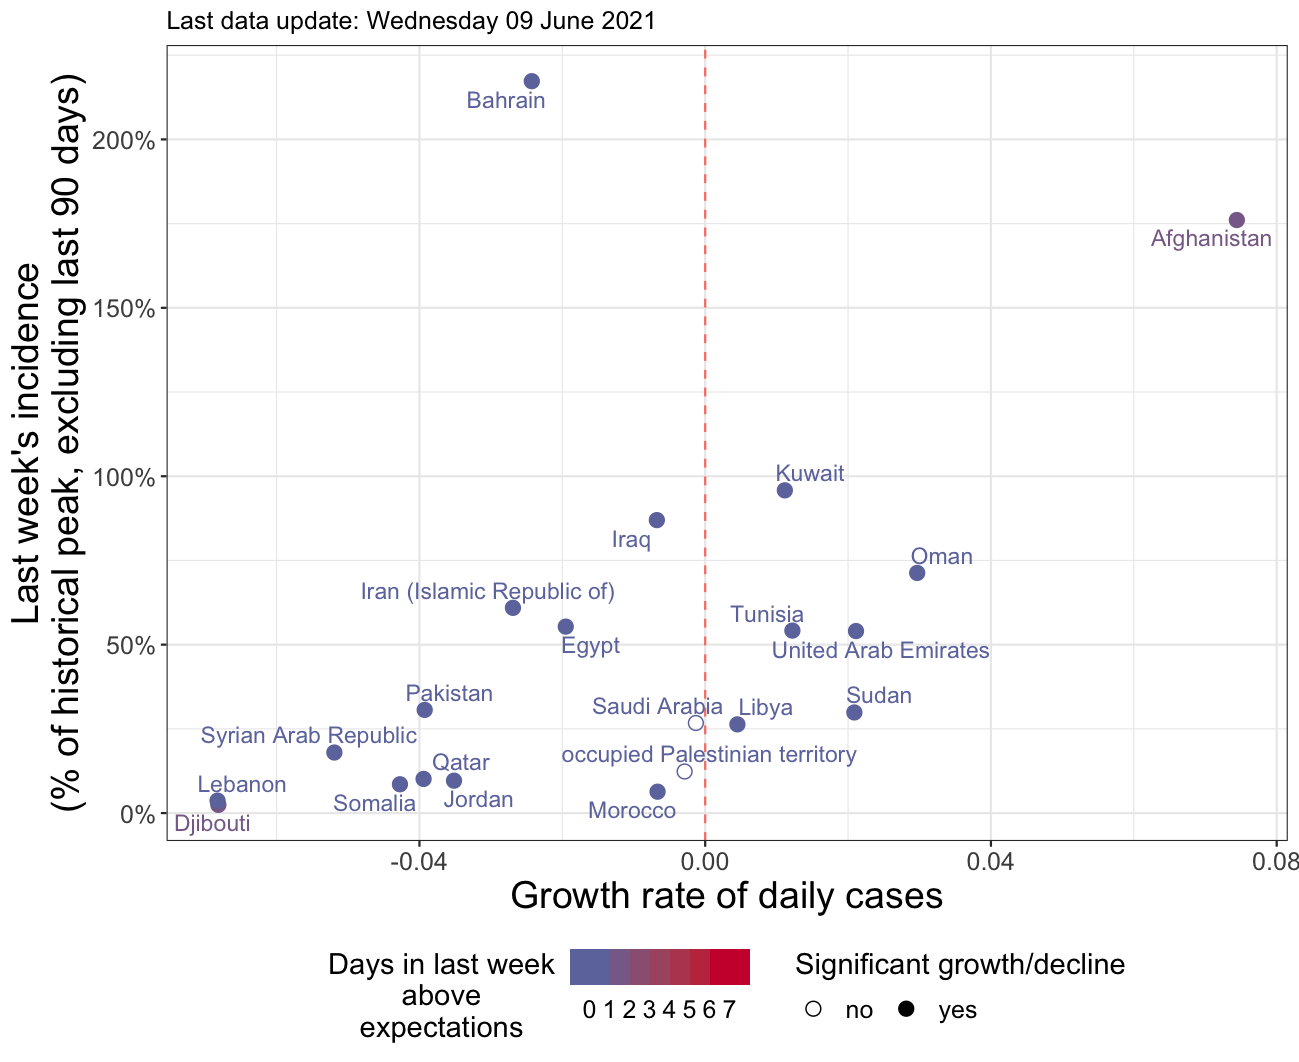 Last data update: Wednesday 09 June 2021
Last week's incidence
(% of historical peak, excluding last 90 days)
200%
150%
100%
50%
0%
Bahrain
Afghanistan
Kuwait
Iraq
Oman
Iran (Islamic Republic of)
Tunisia
Egypt
United Arab Emirates
Pakistan
Sudan
Saudi Arabia
Libya
Syrian Arab Republic
occupied Palestinian territory
Qatar
Lebanon
Somalia
Jordan
Morocco
Djibouti
-0.04
0.00
0.04
0.08
Growth rate of daily cases
Days in last week
above
expectations
0 1 2 3 4 5 6 7
Significant growth/decline
no
yes